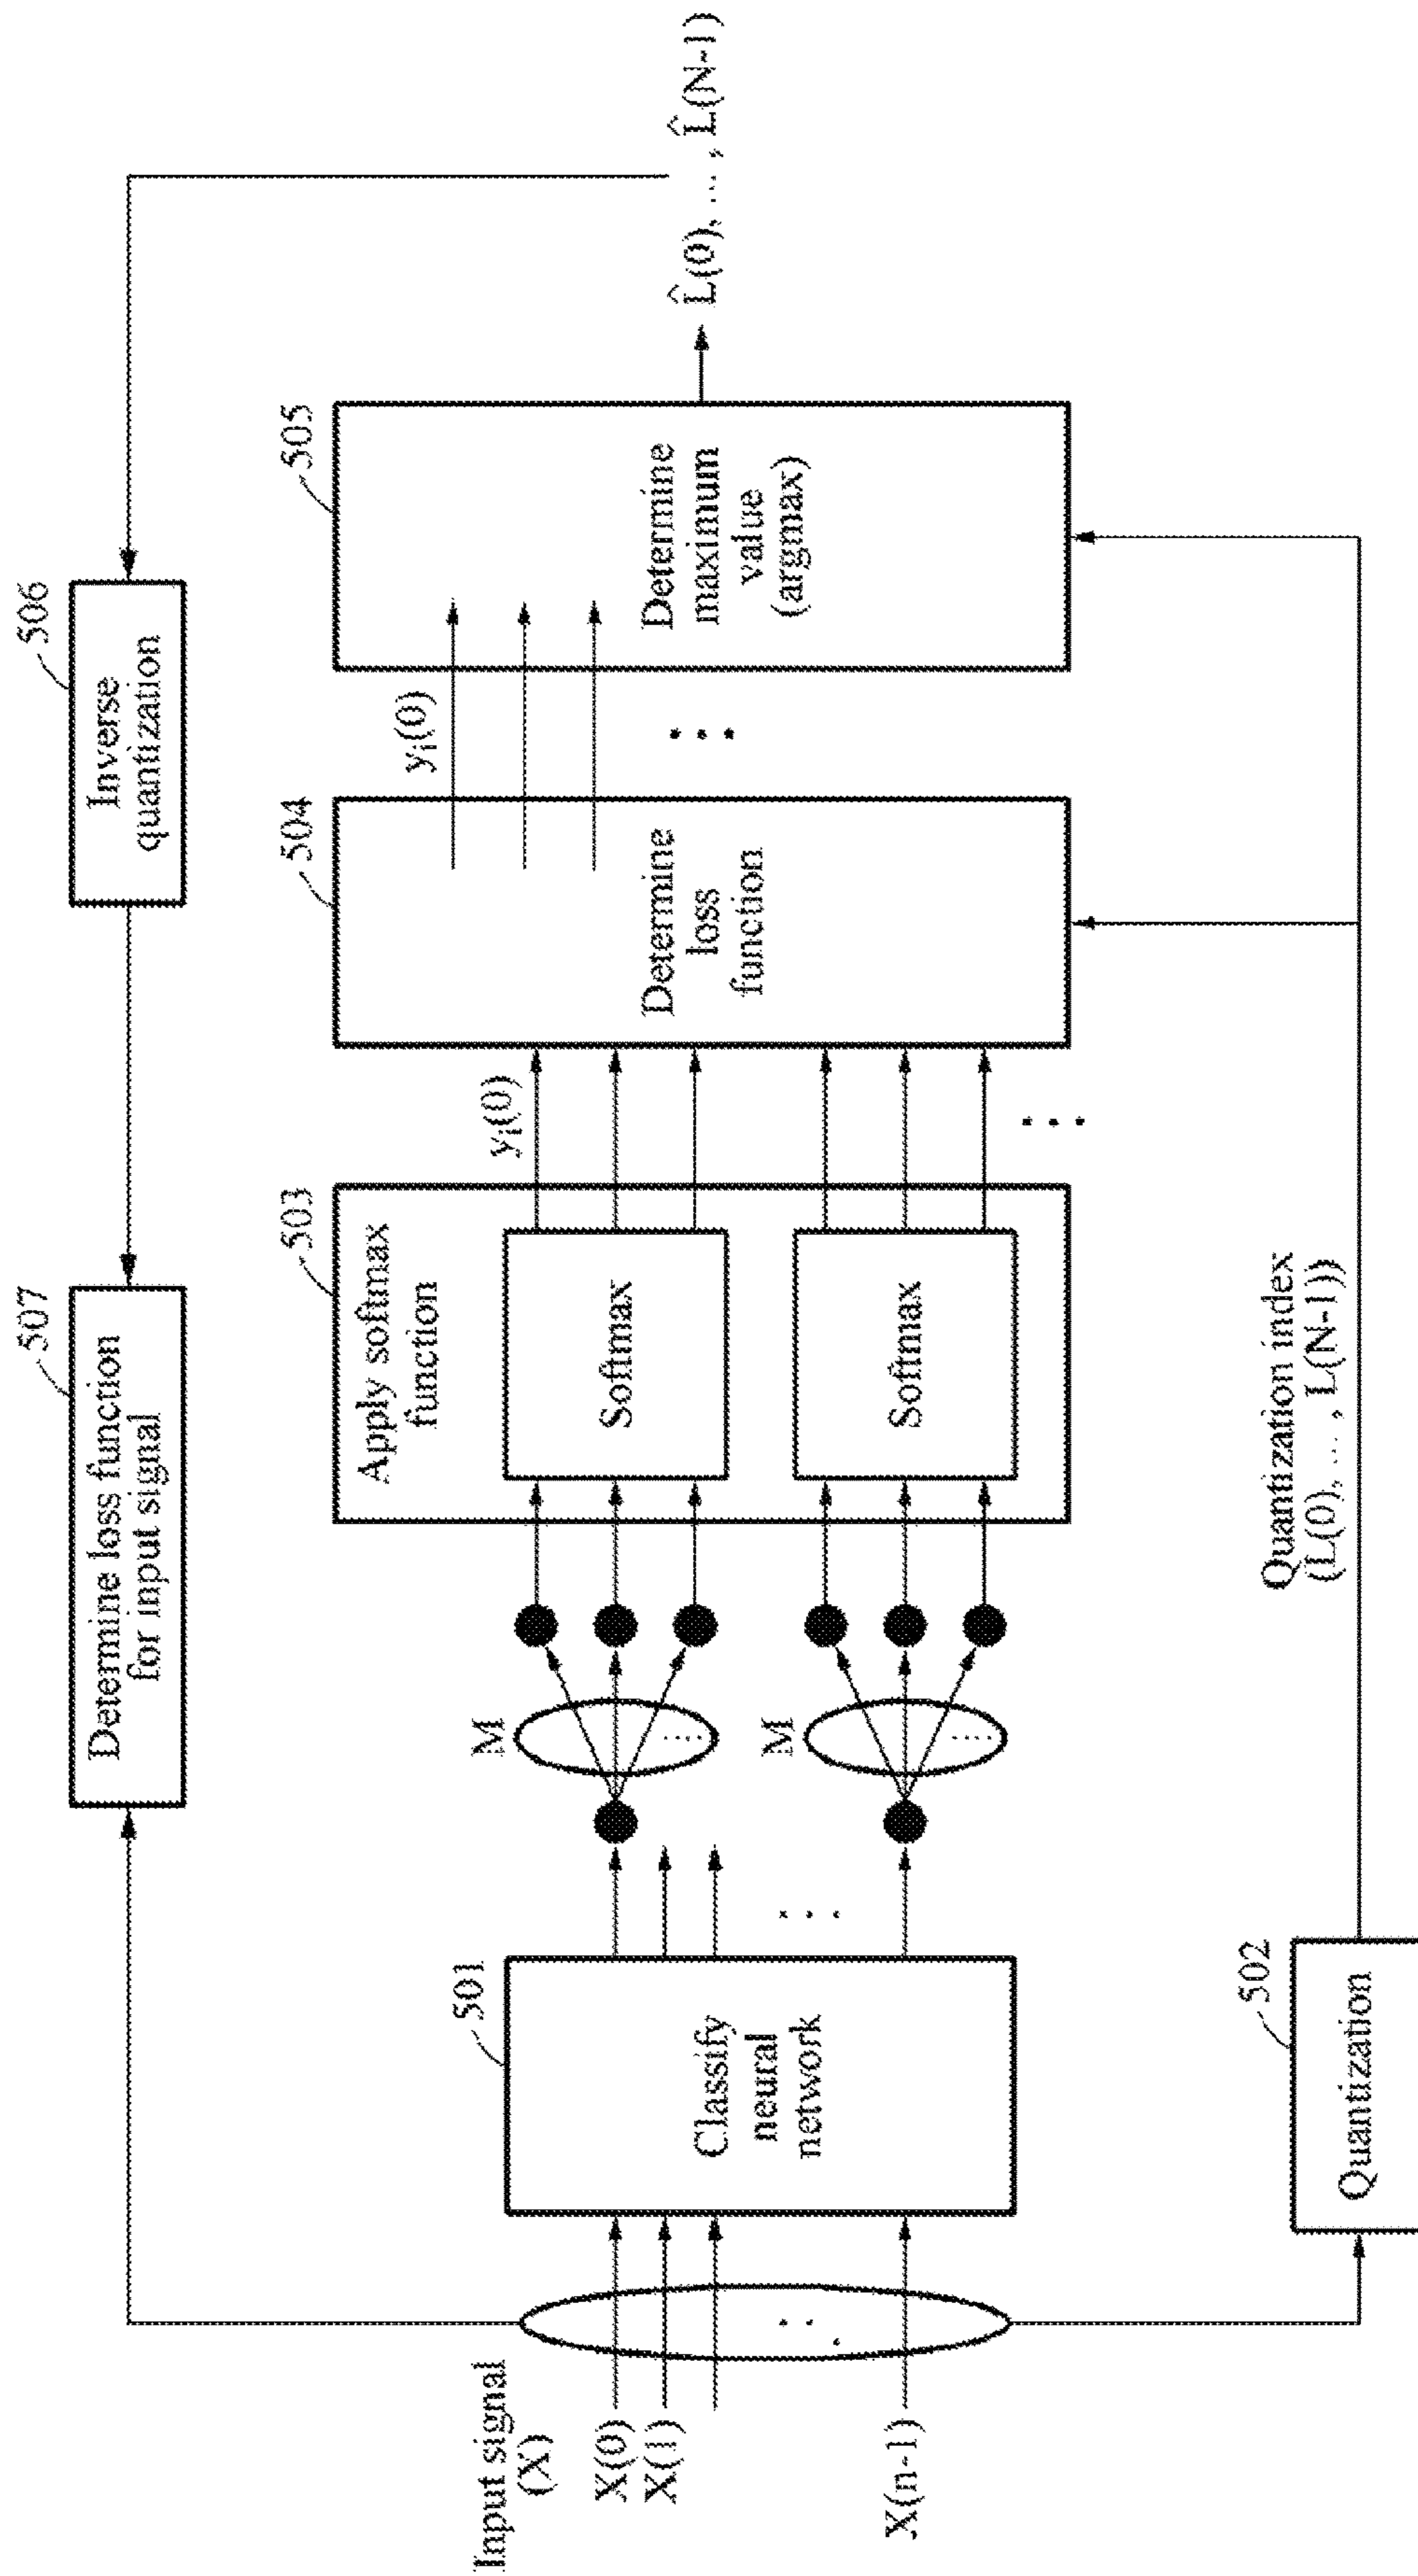 507
Determine loss function
for input signal
506
Inverse
quantization
Input signal
(X)
X(0)
X(1)
X(n-1)
501
Classify
neural
network
M
M
503
Apply softmax
function
Softmax
Softmax
yi(0)
504
Determine
loss
function
yi(0)
505
Determine
maximum
value
(argmax)
L̂(0), ... , L̂(N-1)
502
Quantization
Quantization index
(L(0), ... , L(N-1))